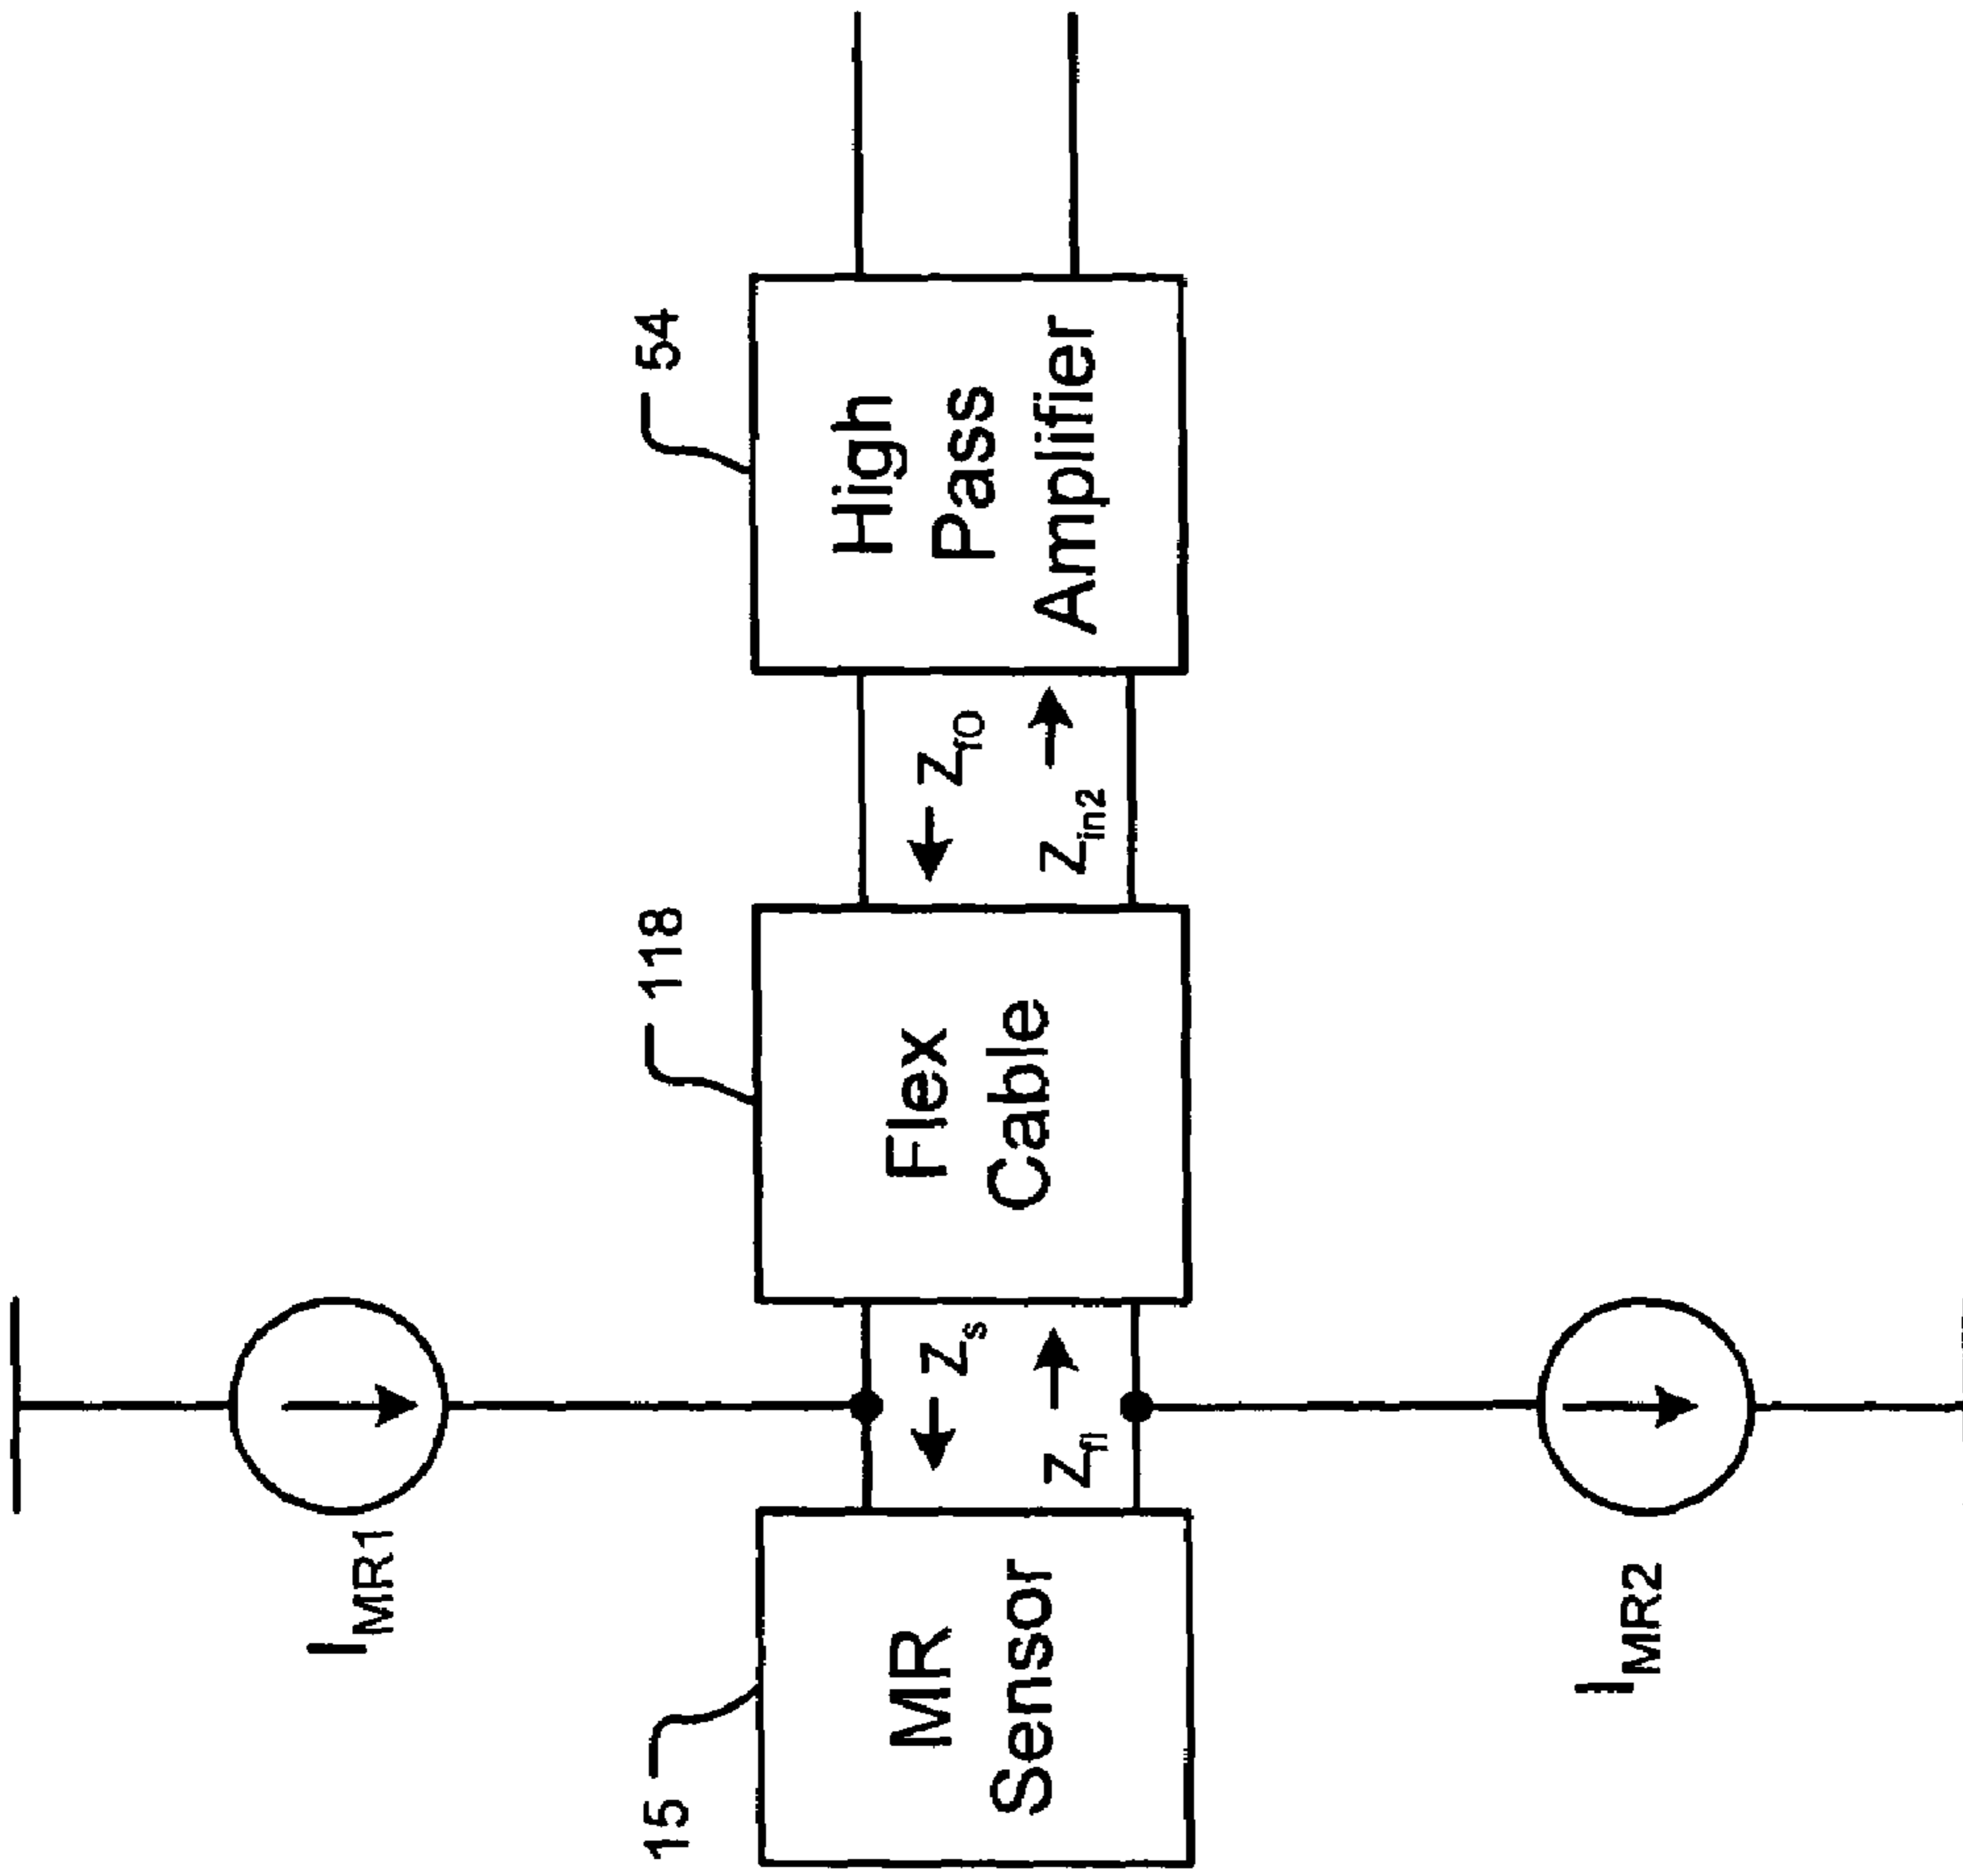 I_MR1
15
MR
Sensor
Z_s
Z_fI
I_MR2
118
Flex
Cable
Z_fO
Z_in2
54
High
Pass
Amplifier